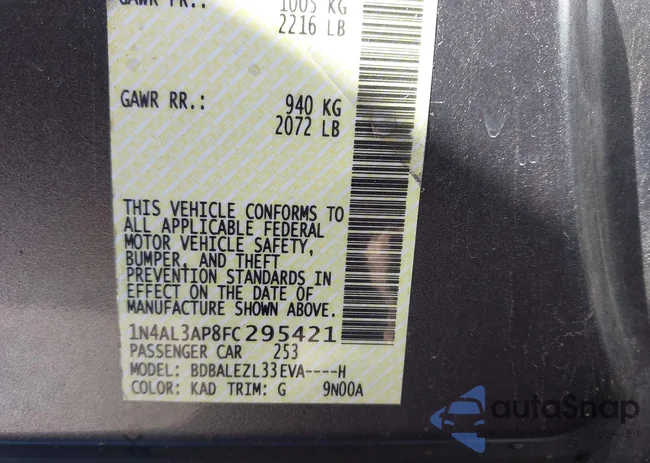 GAWR FR.: 1005 KG
2216 LB
GAWR RR.: 940 KG
2072 LB
THIS VEHICLE CONFORMS TO
ALL APPLICABLE FEDERAL
MOTOR VEHICLE SAFETY,
BUMPER, AND THEFT
PREVENTION STANDARDS IN
EFFECT ON THE DATE OF
MANUFACTURE SHOWN ABOVE.
1N4AL3AP8FC295421
PASSENGER CAR 253
MODEL: BDBALEZL33EVA----H
COLOR: KAD TRIM: G 9N00A
autoSnap